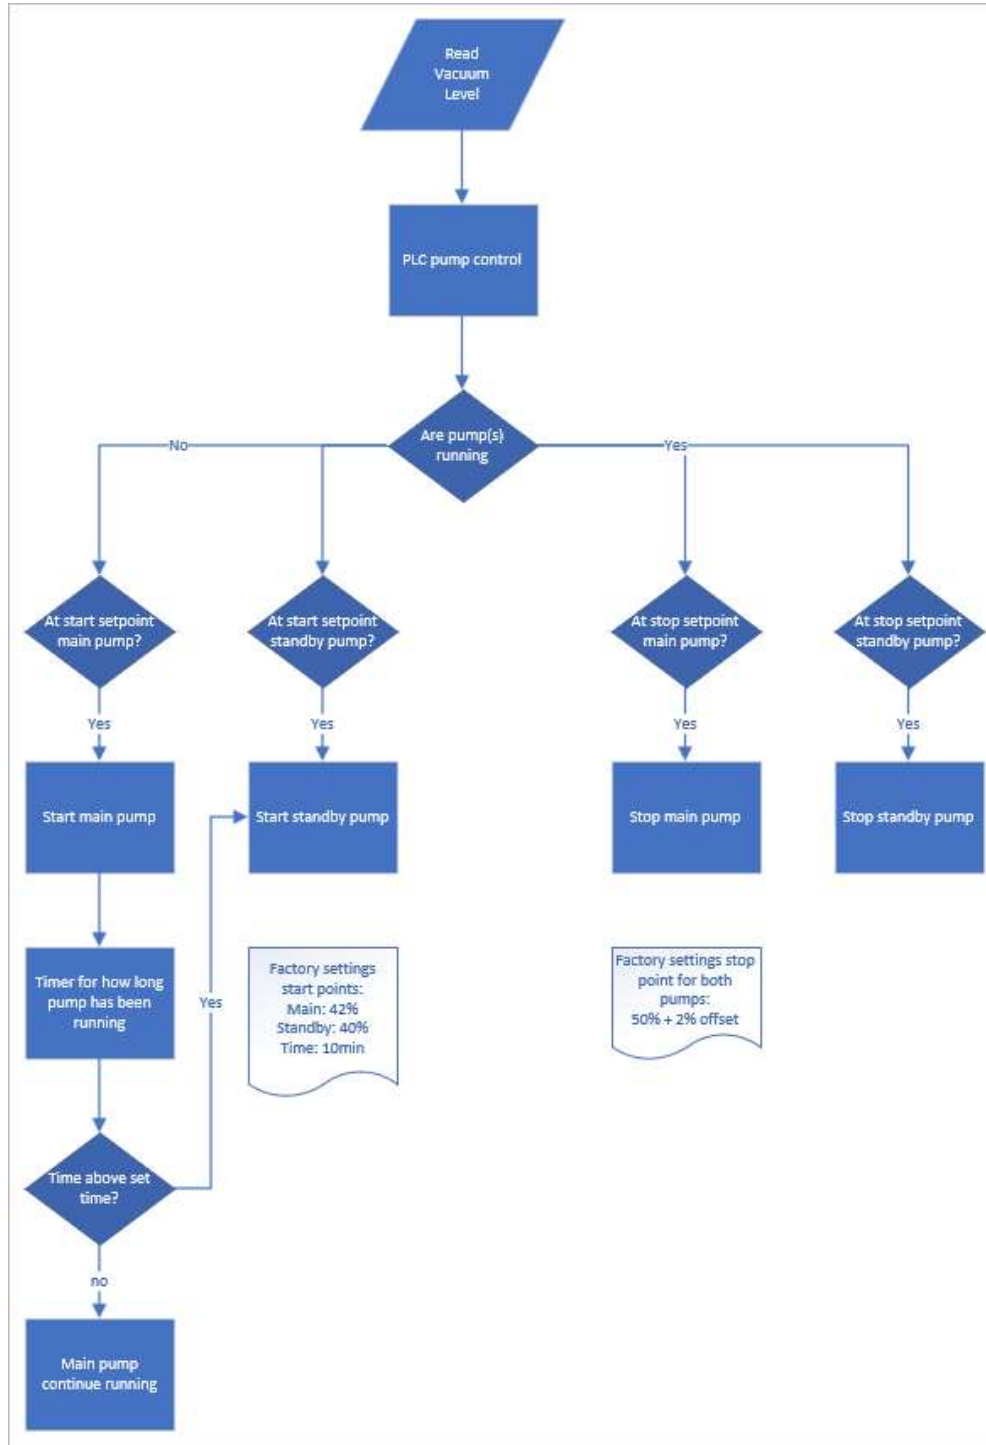 Read
Vacuum
Level
PLC pump control
Are pump(s)
running
No
Yes
At start setpoint
main pump?
At start setpoint
standby pump?
At stop setpoint
main pump?
At stop setpoint
standby pump?
Yes
Yes
Yes
Yes
Start main pump
Start standby pump
Stop main pump
Stop standby pump
Timer for how long
pump has been
running
Yes
Factory settings
start points:
Main: 42%
Standby: 40%
Time: 10min
Factory settings stop
point for both
pumps:
50% + 2% offset
Time above set
time?
no
Main pump
continue running